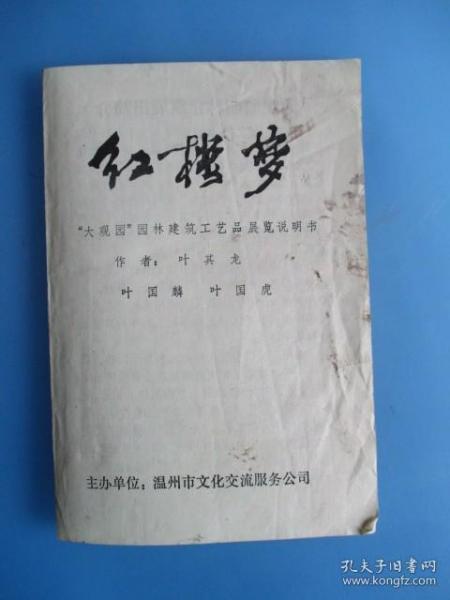 红楼梦
“大观园”园林建筑工艺品展览说明书
作者：叶其龙
叶国麟 叶国虎
主办单位：温州市文化交流服务公司
孔夫子旧书网
www.kongfz.com